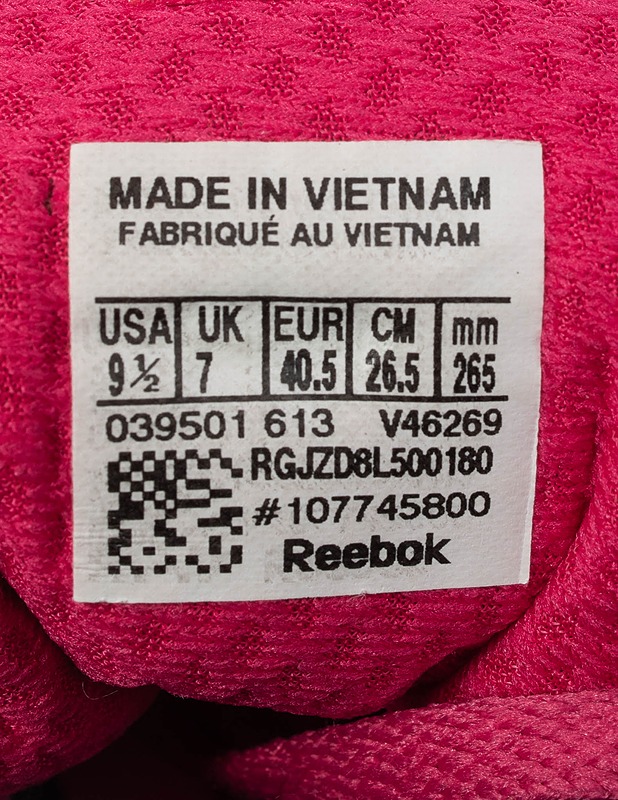 MADE IN VIETNAM
FABRIQUÉ AU VIETNAM
USA UK EUR CM mm
9 ½ 7 40.5 26.5 265
039501 613 V46269
RGJZD8L500180
#107745800
Reebok